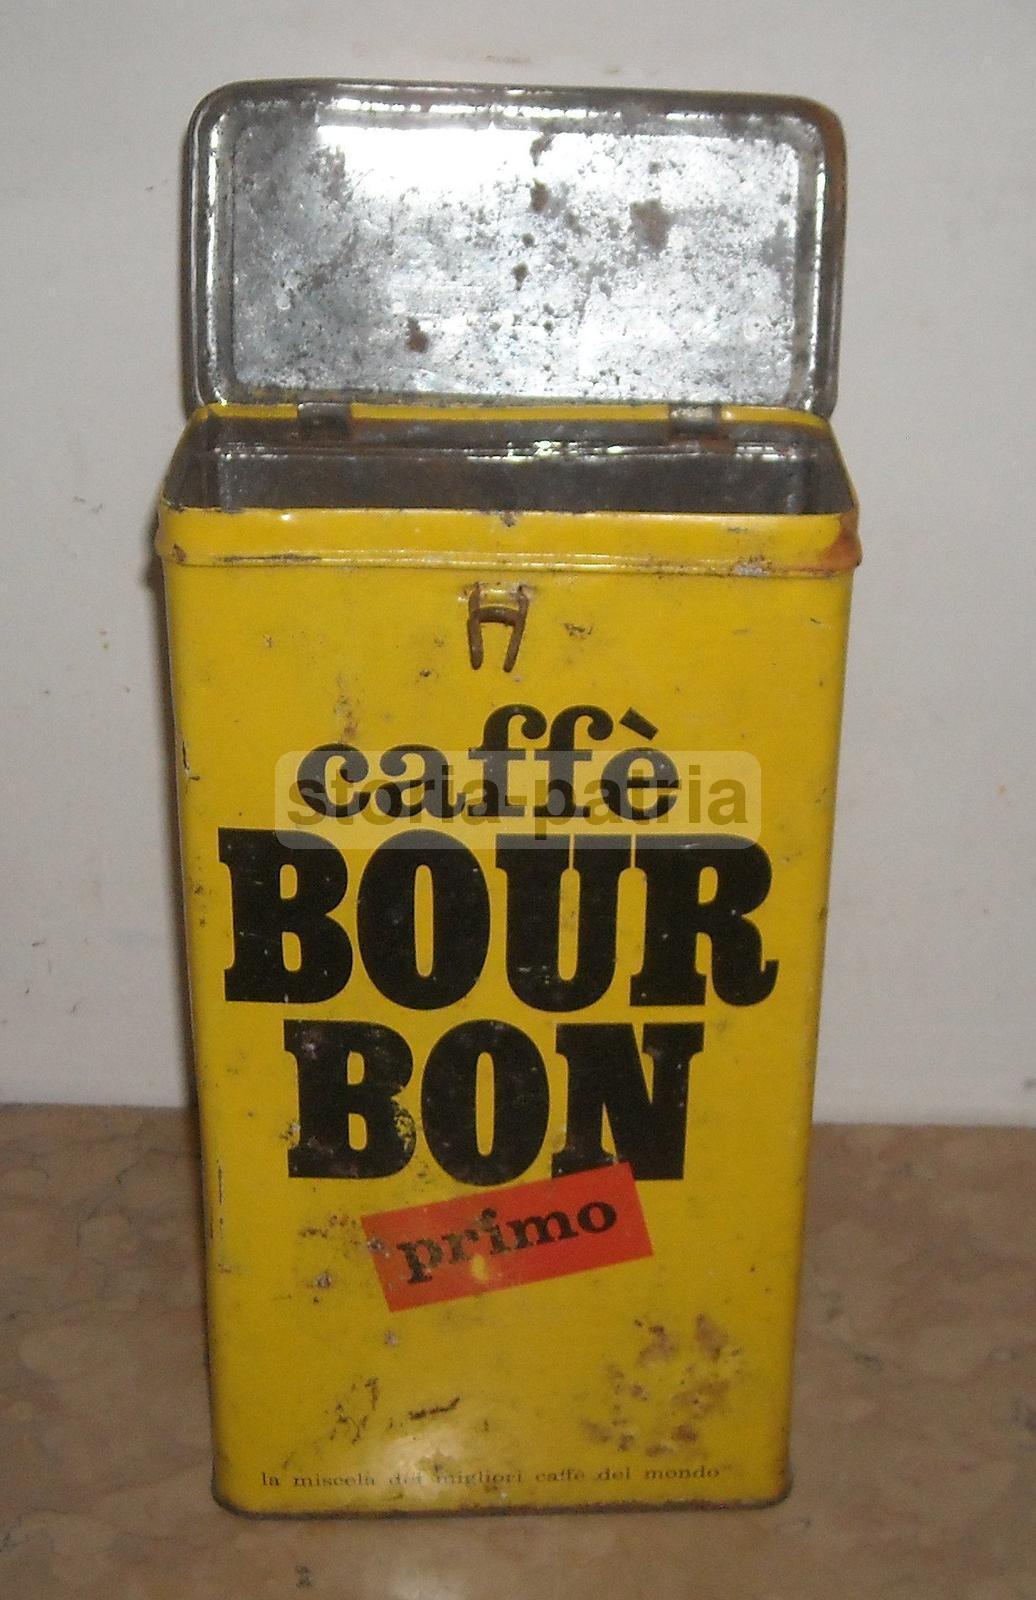 caffè
storia-patria
BOUR
BON
primo
la miscela dei migliori caffè del mondo